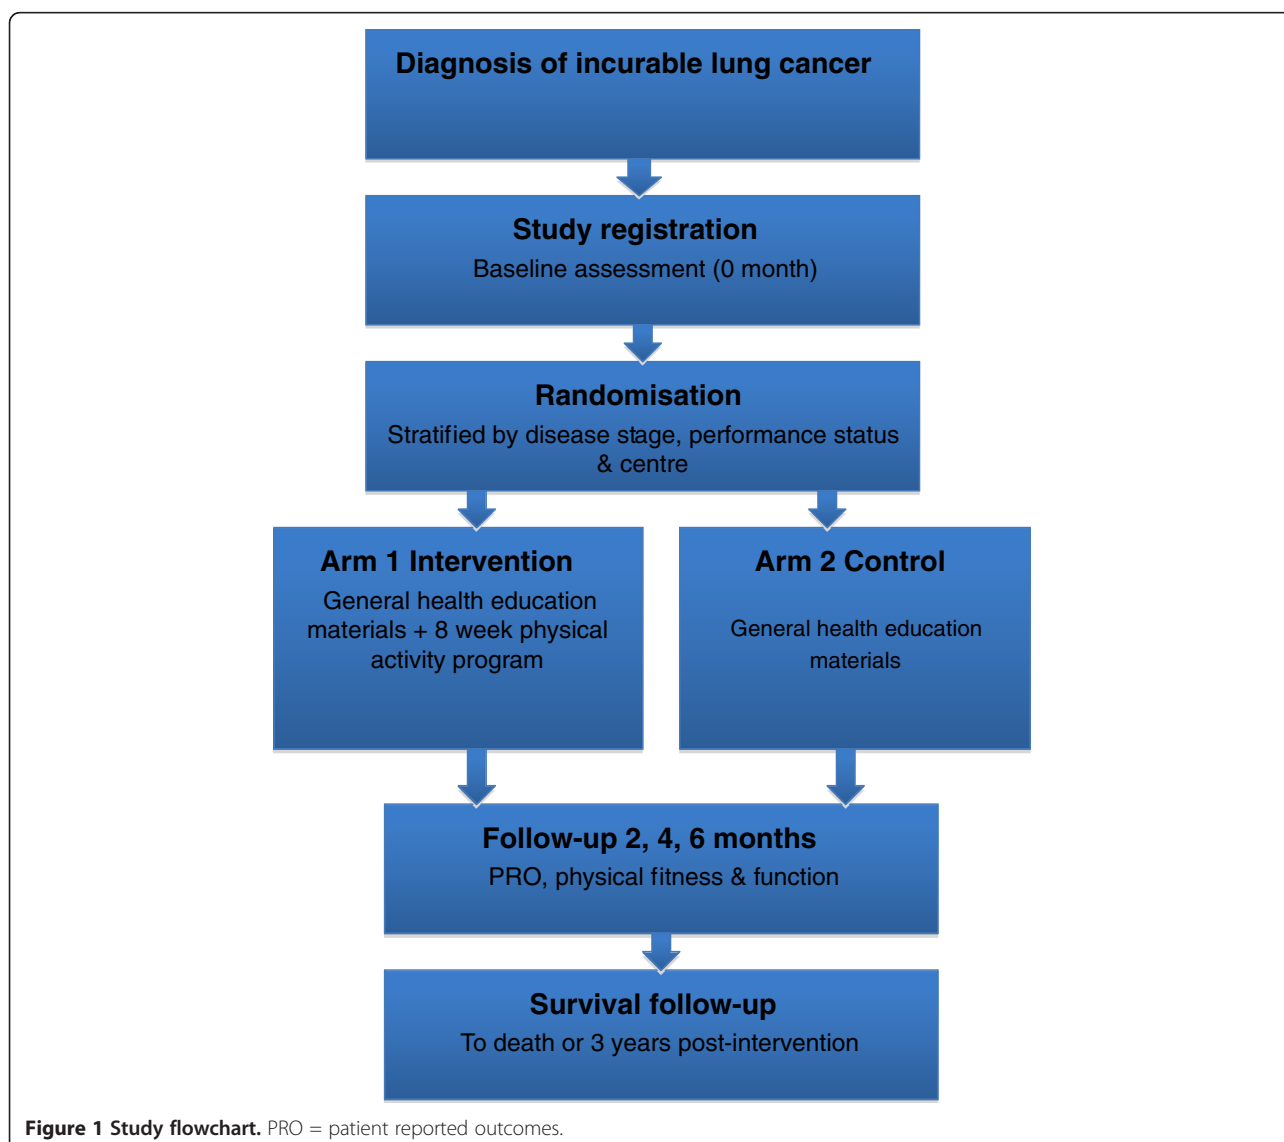 Diagnosis of incurable lung cancer
Study registration
Baseline assessment (0 month)
Randomisation
Stratified by disease stage, performance status
& centre
Arm 1 Intervention
General health education
materials + 8 week physical
activity program
Arm 2 Control
General health education
materials
Follow-up 2, 4, 6 months
PRO, physical fitness & function
Survival follow-up
To death or 3 years post-intervention
Figure 1 Study flowchart. PRO = patient reported outcomes.